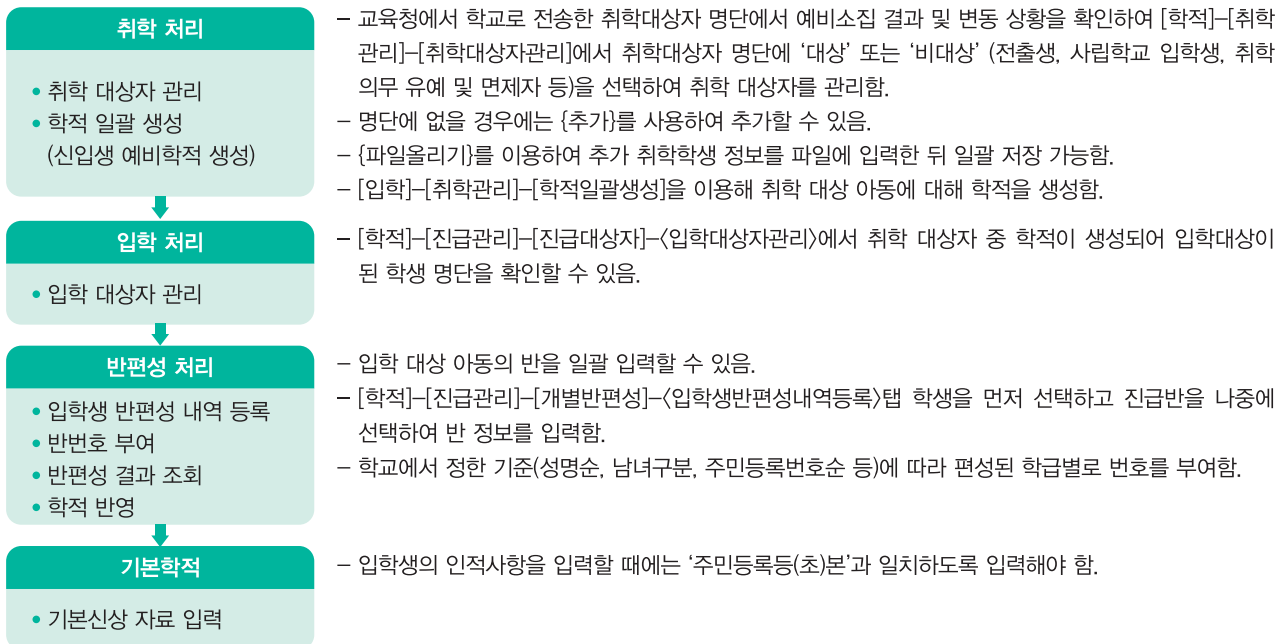 취학 처리
• 취학 대상자 관리
• 학적 일괄 생성
(신입생 예비학적 생성)
– 교육청에서 학교로 전송한 취학대상자 명단에서 예비소집 결과 및 변동 상황을 확인하여 [학적]–[취학
관리]–[취학대상자관리]에서 취학대상자 명단에 ‘대상’ 또는 ‘비대상’ (전출생, 사립학교 입학생, 취학
의무 유예 및 면제자 등)을 선택하여 취학 대상자를 관리함.
– 명단에 없을 경우에는 {추가}를 사용하여 추가할 수 있음.
– {파일올리기}를 이용하여 추가 취학학생 정보를 파일에 입력한 뒤 일괄 저장 가능함.
– [입학]–[취학관리]–[학적일괄생성]을 이용해 취학 대상 아동에 대해 학적을 생성함.
입학 처리
• 입학 대상자 관리
– [학적]–[진급관리]–[진급대상자]–〈입학대상자관리〉에서 취학 대상자 중 학적이 생성되어 입학대상이
된 학생 명단을 확인할 수 있음.
반편성 처리
• 입학생 반편성 내역 등록
• 반번호 부여
• 반편성 결과 조회
• 학적 반영
– 입학 대상 아동의 반을 일괄 입력할 수 있음.
– [학적]–[진급관리]–[개별반편성]–〈입학생반편성내역등록〉탭 학생을 먼저 선택하고 진급반을 나중에
선택하여 반 정보를 입력함.
– 학교에서 정한 기준(성명순, 남녀구분, 주민등록번호순 등)에 따라 편성된 학급별로 번호를 부여함.
기본학적
• 기본신상 자료 입력
– 입학생의 인적사항을 입력할 때에는 ‘주민등록등(초)본’과 일치하도록 입력해야 함.